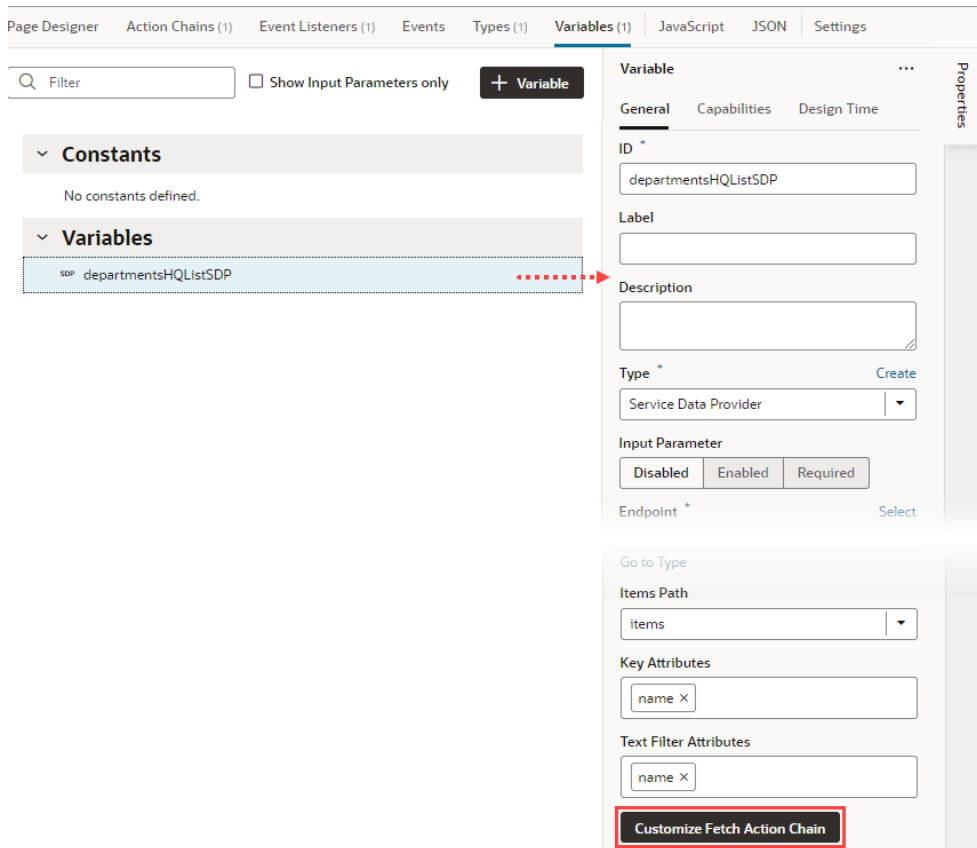 Page Designer Action Chains (1) Event Listeners (1) Events Types (1) Variables (1) JavaScript JSON Settings
Filter Show Input Parameters only + Variable
Constants
No constants defined.
Variables
SDP departmentsHQListSDP
Variable ...
Properties
General Capabilities Design Time
ID *
departmentsHQListSDP
Label
Description
Type * Create
Service Data Provider
Input Parameter
Disabled Enabled Required
Endpoint * Select
Go to Type
Items Path
items
Key Attributes
name ×
Text Filter Attributes
name ×
Customize Fetch Action Chain